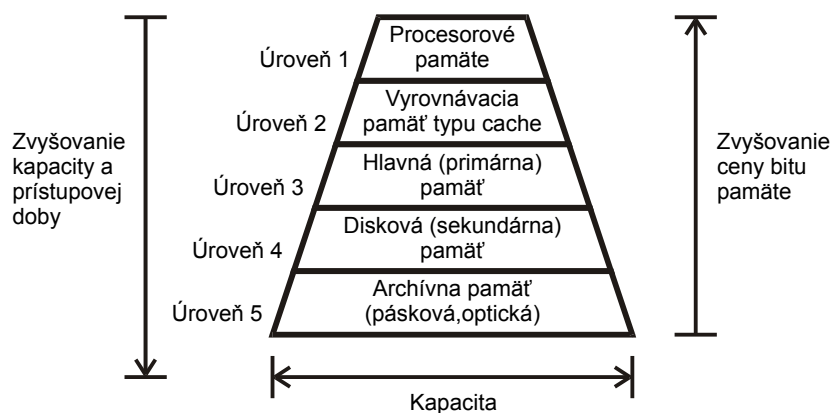 Procesorové
pamäte
Úroveň 1
Vyrovnávacia
pamäť typu cache
Úroveň 2
Zvyšovanie
kapacity a
prístupovej
doby
Hlavná (primárna)
pamäť
Úroveň 3
Zvyšovanie
ceny bitu
pamäte
Disková (sekundárna)
pamäť
Úroveň 4
Archívna pamäť
(pásková,optická)
Úroveň 5
Kapacita